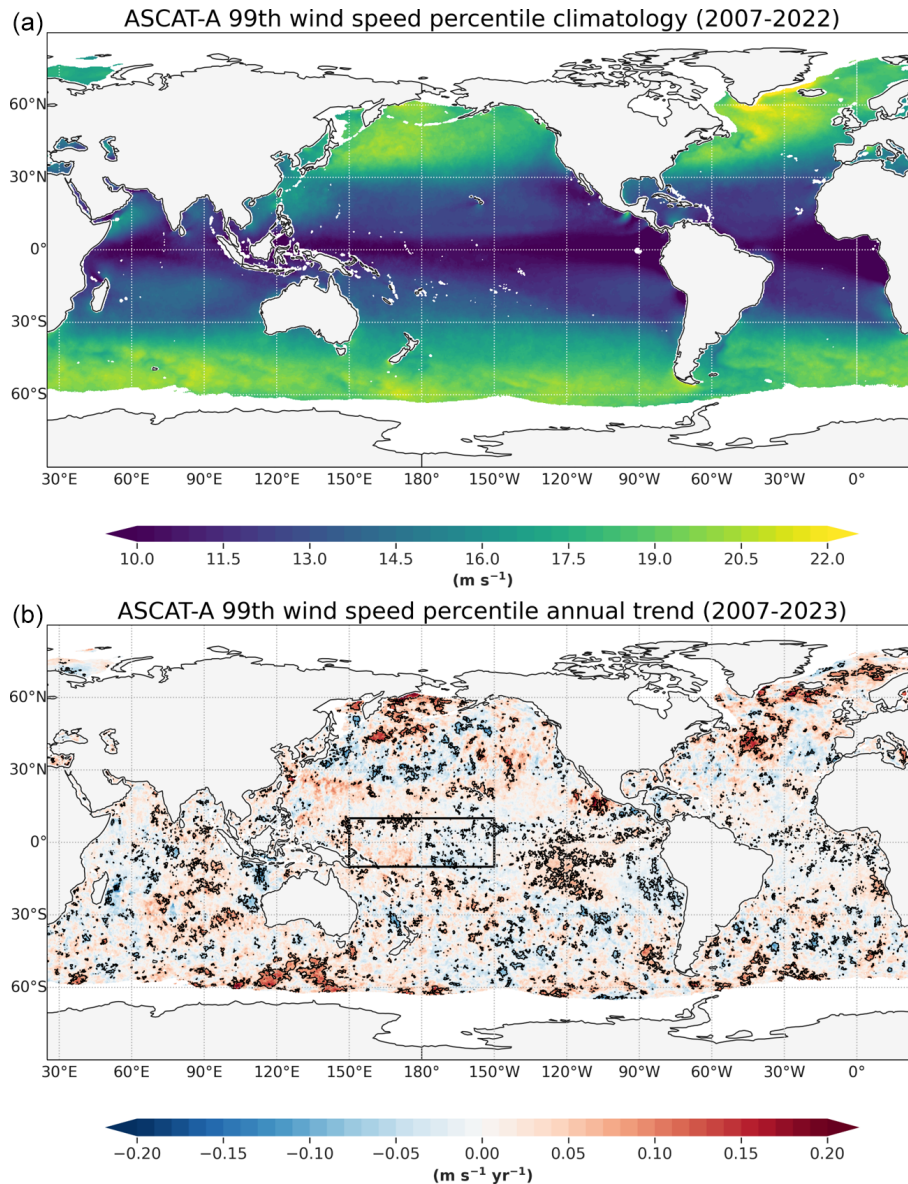 (a)
ASCAT-A 99th wind speed percentile climatology (2007-2022)
60°N
30°N
0°
30°S
60°S
30°E 60°E 90°E 120°E 150°E 180° 150°W 120°W 90°W 60°W 30°W 0°
10.0 11.5 13.0 14.5 16.0 17.5 19.0 20.5 22.0
(m s⁻¹)
(b)
ASCAT-A 99th wind speed percentile annual trend (2007-2023)
60°N
30°N
0°
30°S
60°S
30°E 60°E 90°E 120°E 150°E 180° 150°W 120°W 90°W 60°W 30°W 0°
−0.20 −0.15 −0.10 −0.05 0.00 0.05 0.10 0.15 0.20
(m s⁻¹ yr⁻¹)